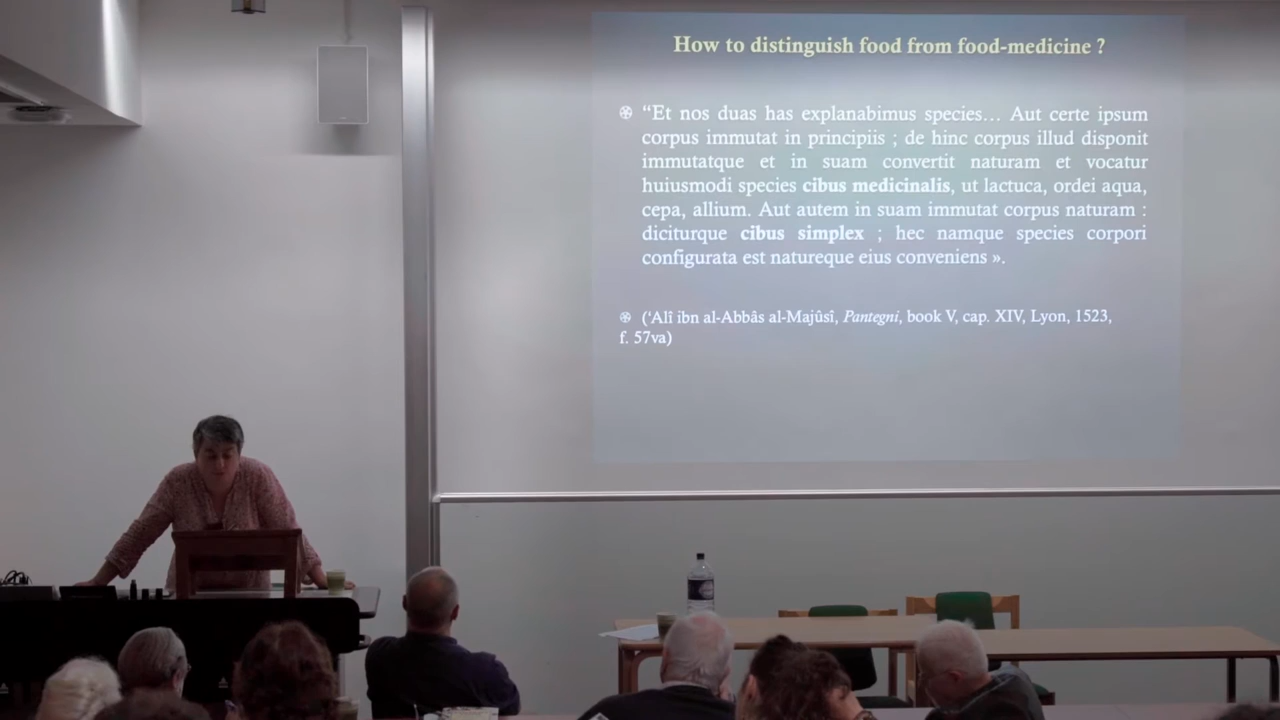 How to distinguish food from food-medicine ?
“Et nos duas has explanabimus species… Aut certe ipsum
corpus immutat in principiis ; de hinc corpus illud disponit
immutatque et in suam convertit naturam et vocatur
huiusmodi species cibus medicinalis, ut lactuca, ordei aqua,
cepa, allium. Aut autem in suam immutat corpus naturam :
diciturque cibus simplex ; hec namque species corpori
configurata est natureque eius conveniens ».
(‘Alî ibn al-Abbâs al-Majûsî, Pantegni, book V, cap. XIV, Lyon, 1523,
f. 57va)